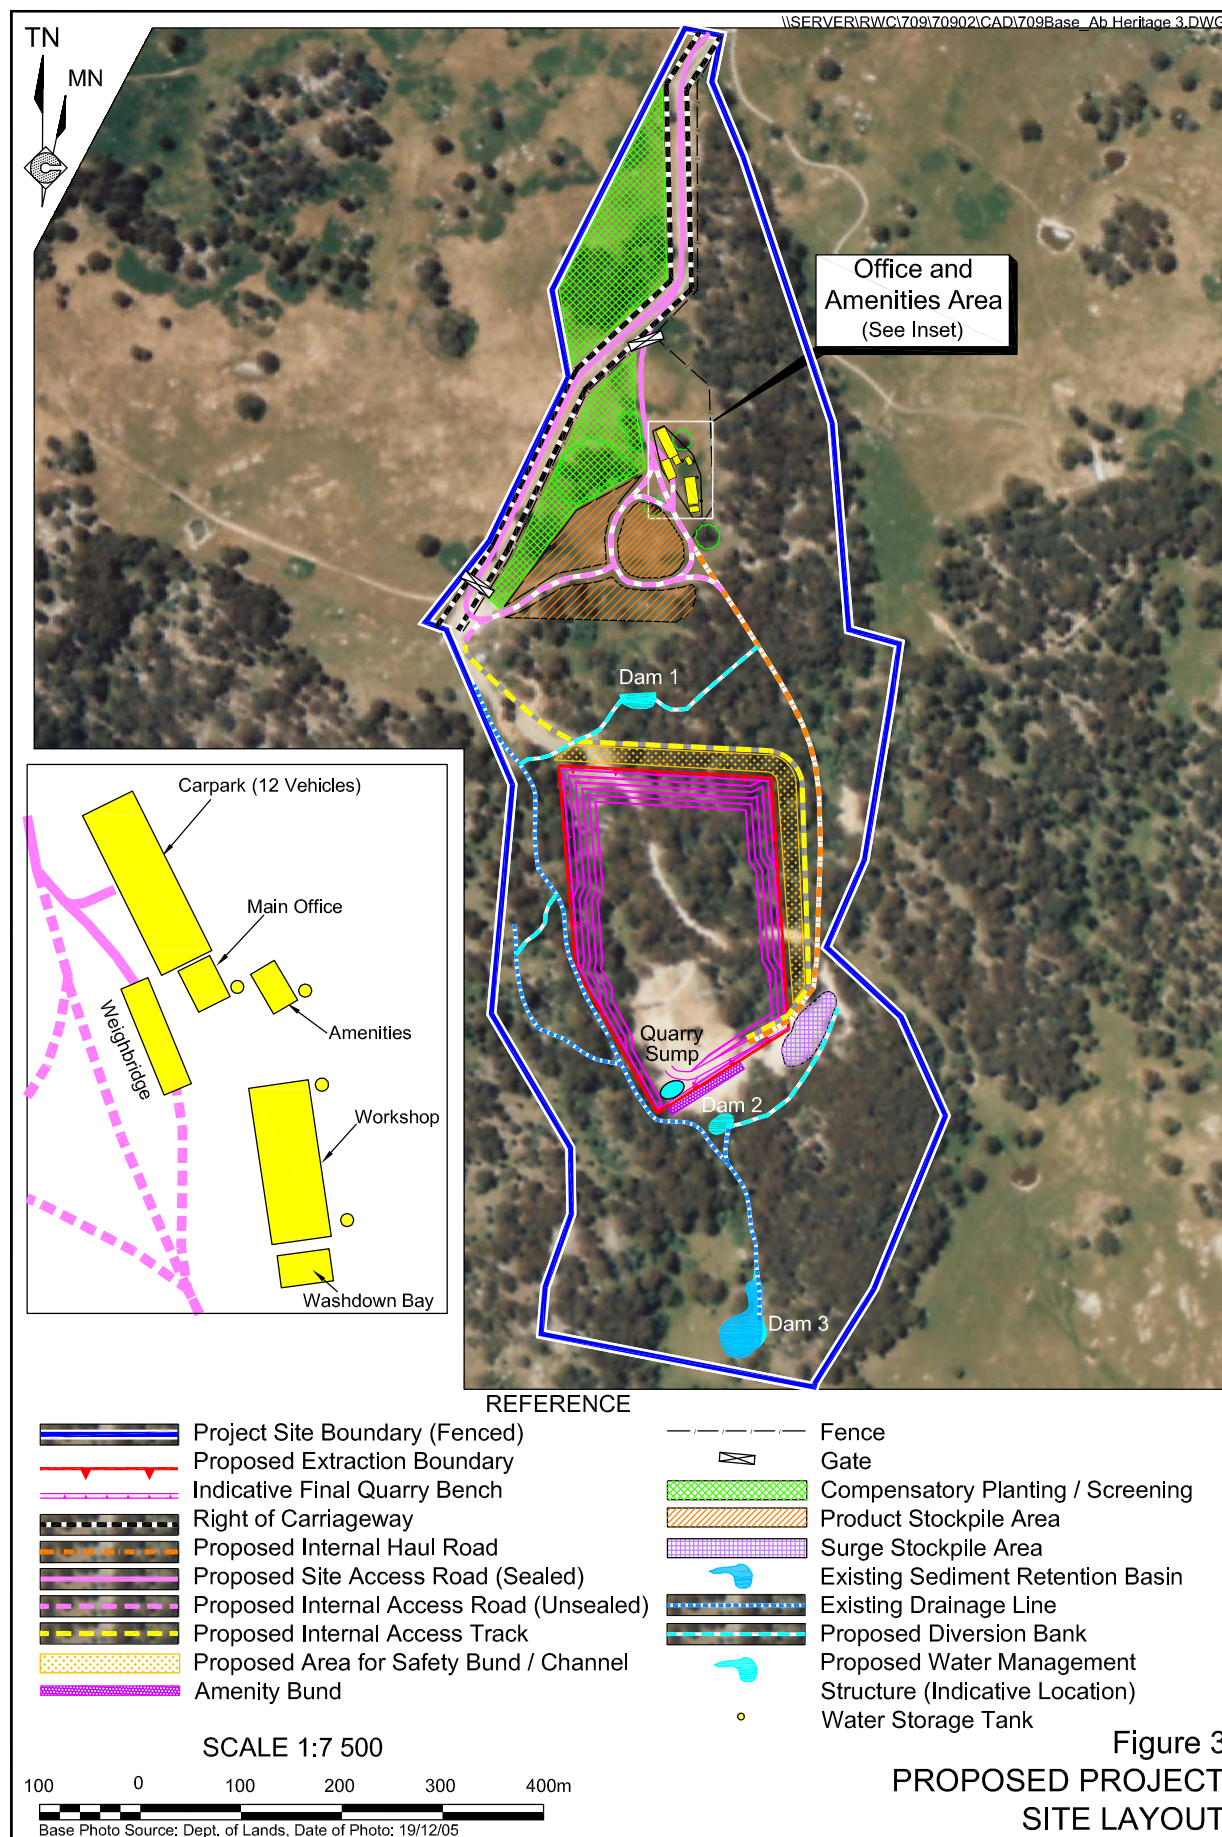 \\SERVER\RWC\709\70902\CAD\709Base_Ab Heritage 3.DWG
TN
MN
Office and
Amenities Area
(See Inset)
Dam 1
Quarry
Sump
Dam 2
Dam 3
Carpark (12 Vehicles)
Main Office
Amenities
Weighbridge
Workshop
Washdown Bay
REFERENCE
Project Site Boundary (Fenced)
Proposed Extraction Boundary
Indicative Final Quarry Bench
Right of Carriageway
Proposed Internal Haul Road
Proposed Site Access Road (Sealed)
Proposed Internal Access Road (Unsealed)
Proposed Internal Access Track
Proposed Area for Safety Bund / Channel
Amenity Bund
Fence
Gate
Compensatory Planting / Screening
Product Stockpile Area
Surge Stockpile Area
Existing Sediment Retention Basin
Existing Drainage Line
Proposed Diversion Bank
Proposed Water Management
Structure (Indicative Location)
Water Storage Tank
SCALE 1:7 500
100 0 100 200 300 400m
Base Photo Source: Dept. of Lands, Date of Photo: 19/12/05
Figure 3
PROPOSED PROJECT
SITE LAYOUT